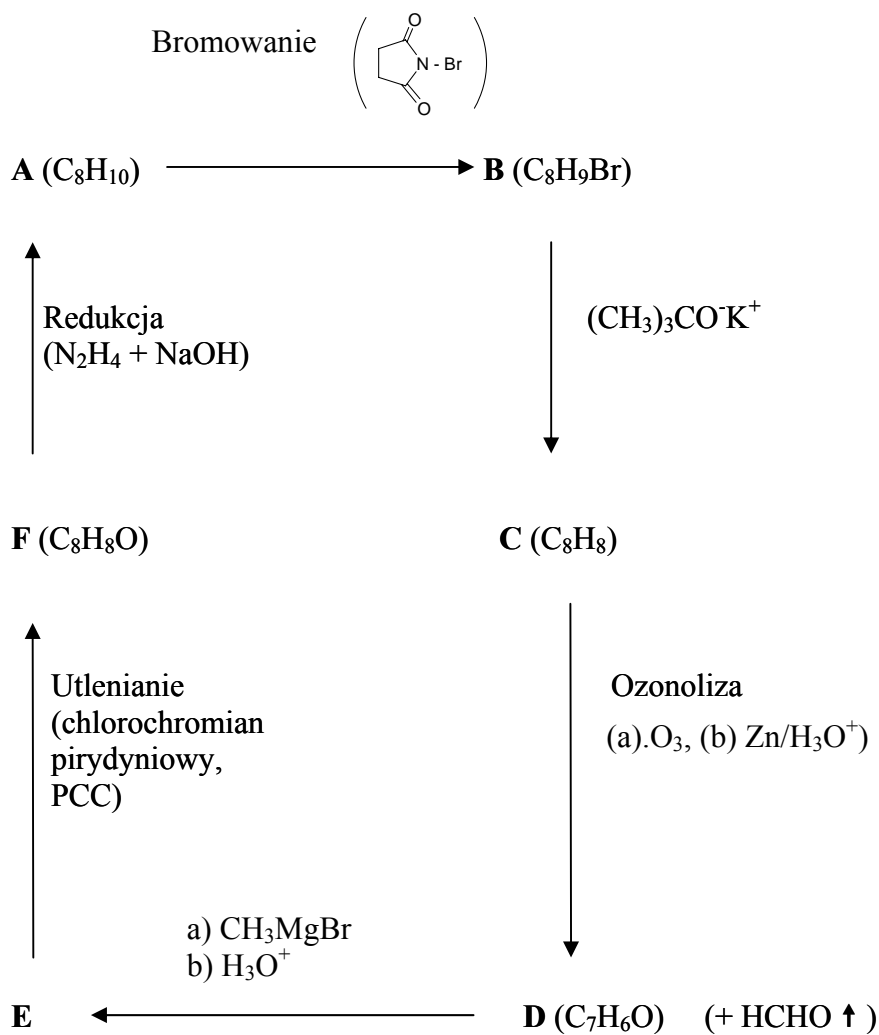 Bromowanie
O
N - Br
O
A (C₈H₁₀)
B (C₈H₉Br)
Redukcja
(N₂H₄ + NaOH)
(CH₃)₃CO⁻K⁺
F (C₈H₈O)
C (C₈H₈)
Utlenianie
(chlorochromian
pirydyniowy,
PCC)
Ozonoliza
(a).O₃, (b) Zn/H₃O⁺)
a) CH₃MgBr
b) H₃O⁺
E
D (C₇H₆O) (+ HCHO ↑ )